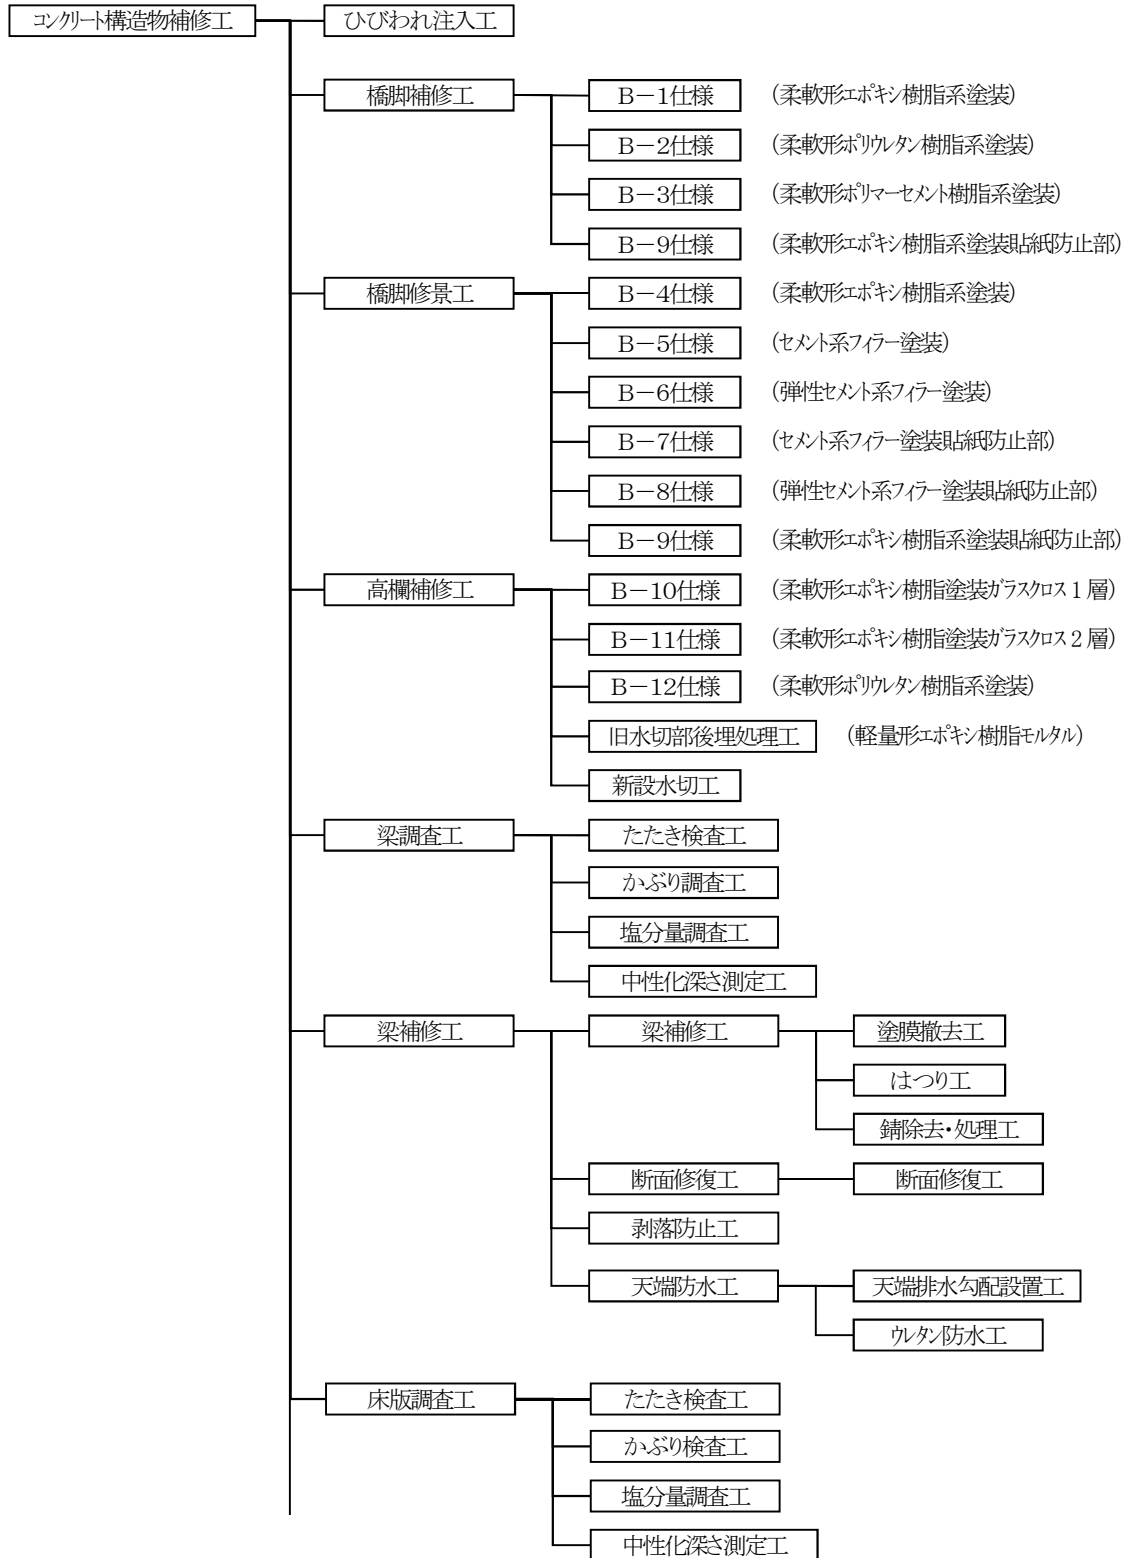 コンクリート構造物補修工 ひびわれ注入工
橋脚補修工 B－1仕様 (柔軟形エポキシ樹脂系塗装)
B－2仕様 (柔軟形ポリウレタン樹脂系塗装)
B－3仕様 (柔軟形ポリマーセメント樹脂系塗装)
B－9仕様 (柔軟形エポキシ樹脂系塗装貼紙防止部)
橋脚修景工 B－4仕様 (柔軟形エポキシ樹脂系塗装)
B－5仕様 (セメント系フィラー塗装)
B－6仕様 (弾性セメント系フィラー塗装)
B－7仕様 (セメント系フィラー塗装貼紙防止部)
B－8仕様 (弾性セメント系フィラー塗装貼紙防止部)
B－9仕様 (柔軟形エポキシ樹脂系塗装貼紙防止部)
高欄補修工 B－10仕様 (柔軟形エポキシ樹脂塗装ガラスクロス1層)
B－11仕様 (柔軟形エポキシ樹脂塗装ガラスクロス2層)
B－12仕様 (柔軟形ポリウレタン樹脂系塗装)
旧水切部後埋処理工 (軽量形エポキシ樹脂モルタル)
新設水切工
梁調査工 たたき検査工
かぶり調査工
塩分量調査工
中性化深さ測定工
梁補修工 梁補修工 塗膜撤去工
はつり工
錆除去・処理工
断面修復工 断面修復工
剥落防止工
天端防水工 天端排水勾配設置工
ウレタン防水工
床版調査工 たたき検査工
かぶり検査工
塩分量調査工
中性化深さ測定工